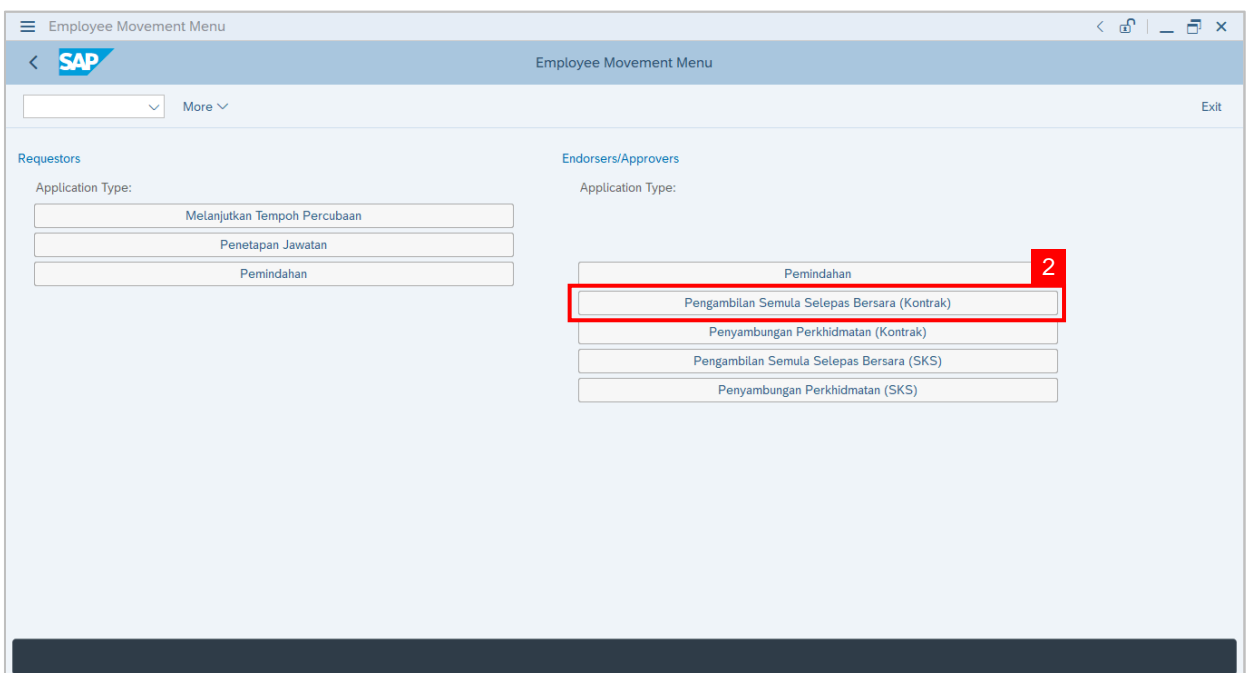 Employee Movement Menu
SAP
Employee Movement Menu
More
Exit
Requestors
Application Type:
Melanjutkan Tempoh Percubaan
Penetapan Jawatan
Pemindahan
Endorsers/Approvers
Application Type:
Pemindahan
2
Pengambilan Semula Selepas Bersara (Kontrak)
Penyambungan Perkhidmatan (Kontrak)
Pengambilan Semula Selepas Bersara (SKS)
Penyambungan Perkhidmatan (SKS)